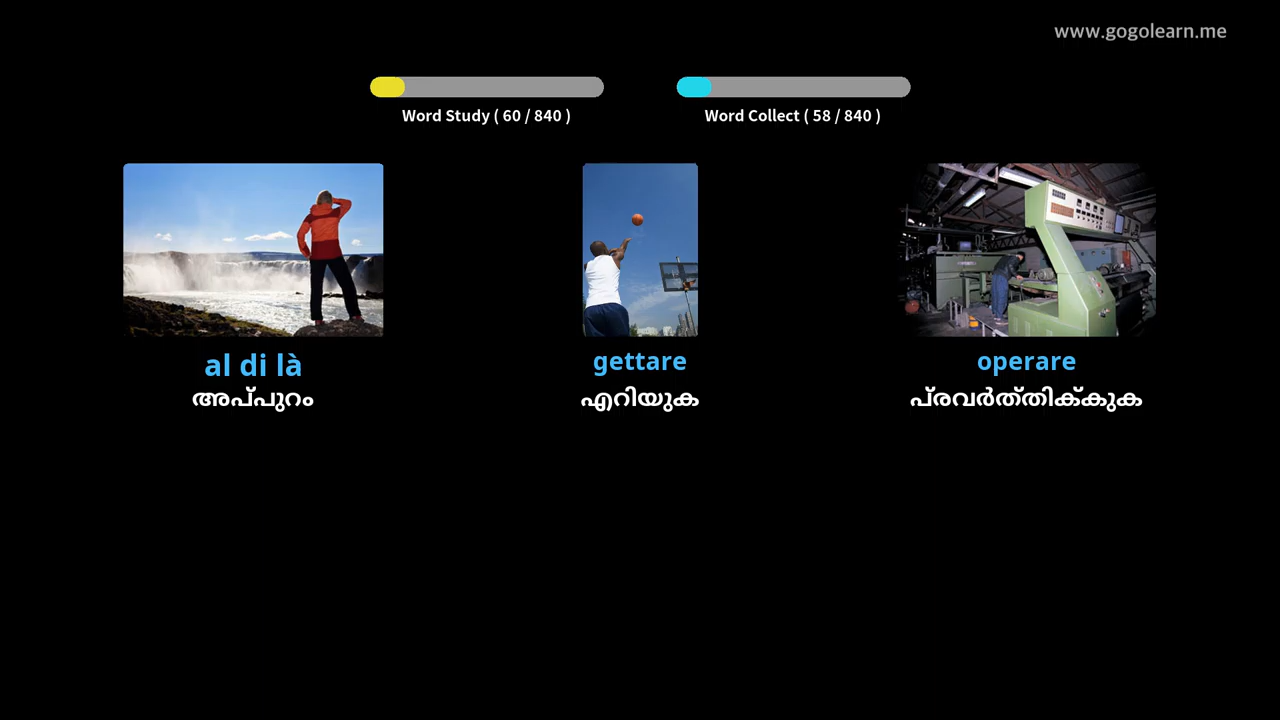 www.gogolearn.me
Word Study ( 60 / 840 )
Word Collect ( 58 / 840 )
al di là
gettare
operare
അപ്പുറം
എറിയുക
പ്രവർത്തിക്കുക